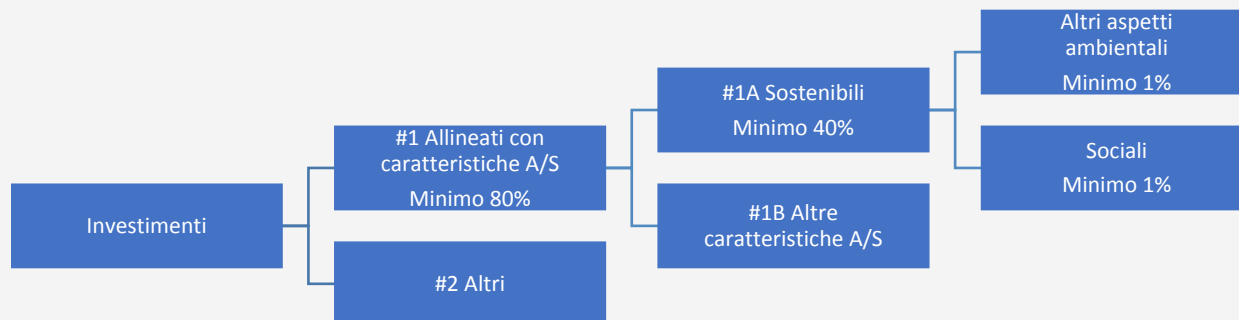 Investimenti
#1 Allineati con
caratteristiche A/S
Minimo 80%
#2 Altri
#1A Sostenibili
Minimo 40%
#1B Altre
caratteristiche A/S
Altri aspetti
ambientali
Minimo 1%
Sociali
Minimo 1%